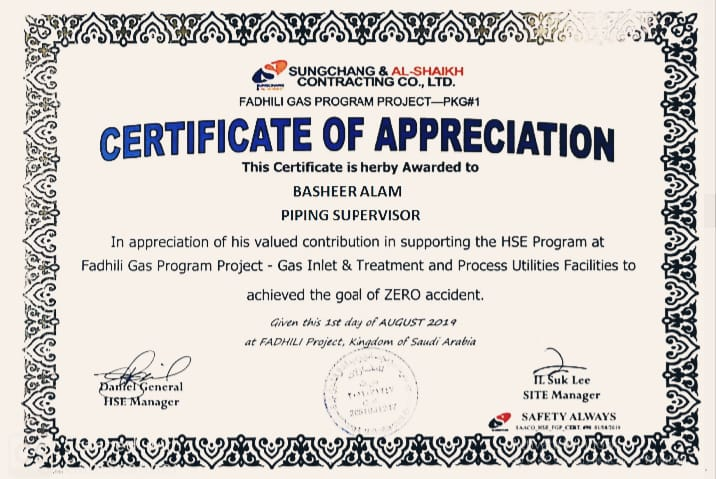 SUNGCHANG & AL-SHAIKH
CONTRACTING CO., LTD.
FADHILI GAS PROGRAM PROJECT—PKG#1
CERTIFICATE OF APPRECIATION
This Certificate is herby Awarded to
BASHEER ALAM
PIPING SUPERVISOR
In appreciation of his valued contribution in supporting the HSE Program at
Fadhili Gas Program Project - Gas Inlet & Treatment and Process Utilities Facilities to
achieved the goal of ZERO accident.
Given this 1st day of AUGUST 2019
at FADHILI Project, Kingdom of Saudi Arabia
Daniel General
HSE Manager
IL Suk Lee
SITE Manager
SAFETY ALWAYS